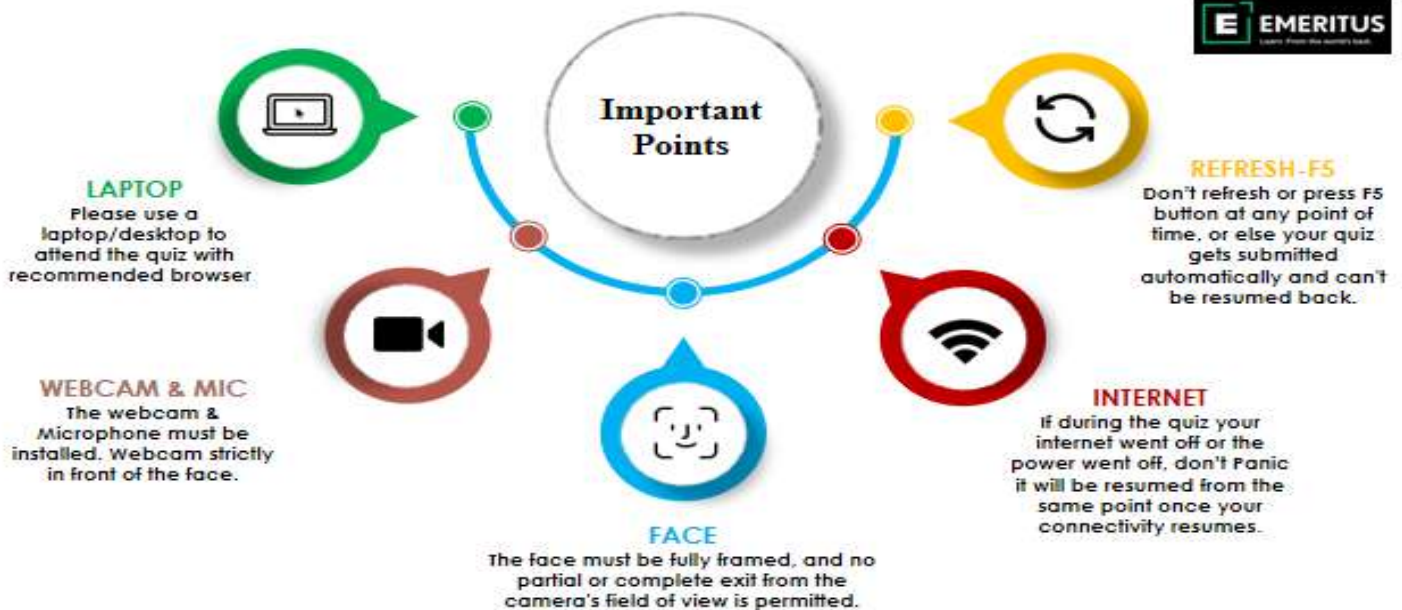 EMERITUS
Important
Points
LAPTOP
Please use a
laptop/desktop to
attend the quiz with
recommended browser
WEBCAM & MIC
The webcam &
Microphone must be
installed. Webcam strictly
in front of the face.
FACE
The face must be fully framed, and no
partial or complete exit from the
camera's field of view is permitted.
INTERNET
If during the quiz your
internet went off or the
power went off, don't Panic
it will be resumed from the
same point once your
connectivity resumes.
REFRESH-F5
Don't refresh or press F5
button at any point of
time, or else your quiz
gets submitted
automatically and can't
be resumed back.